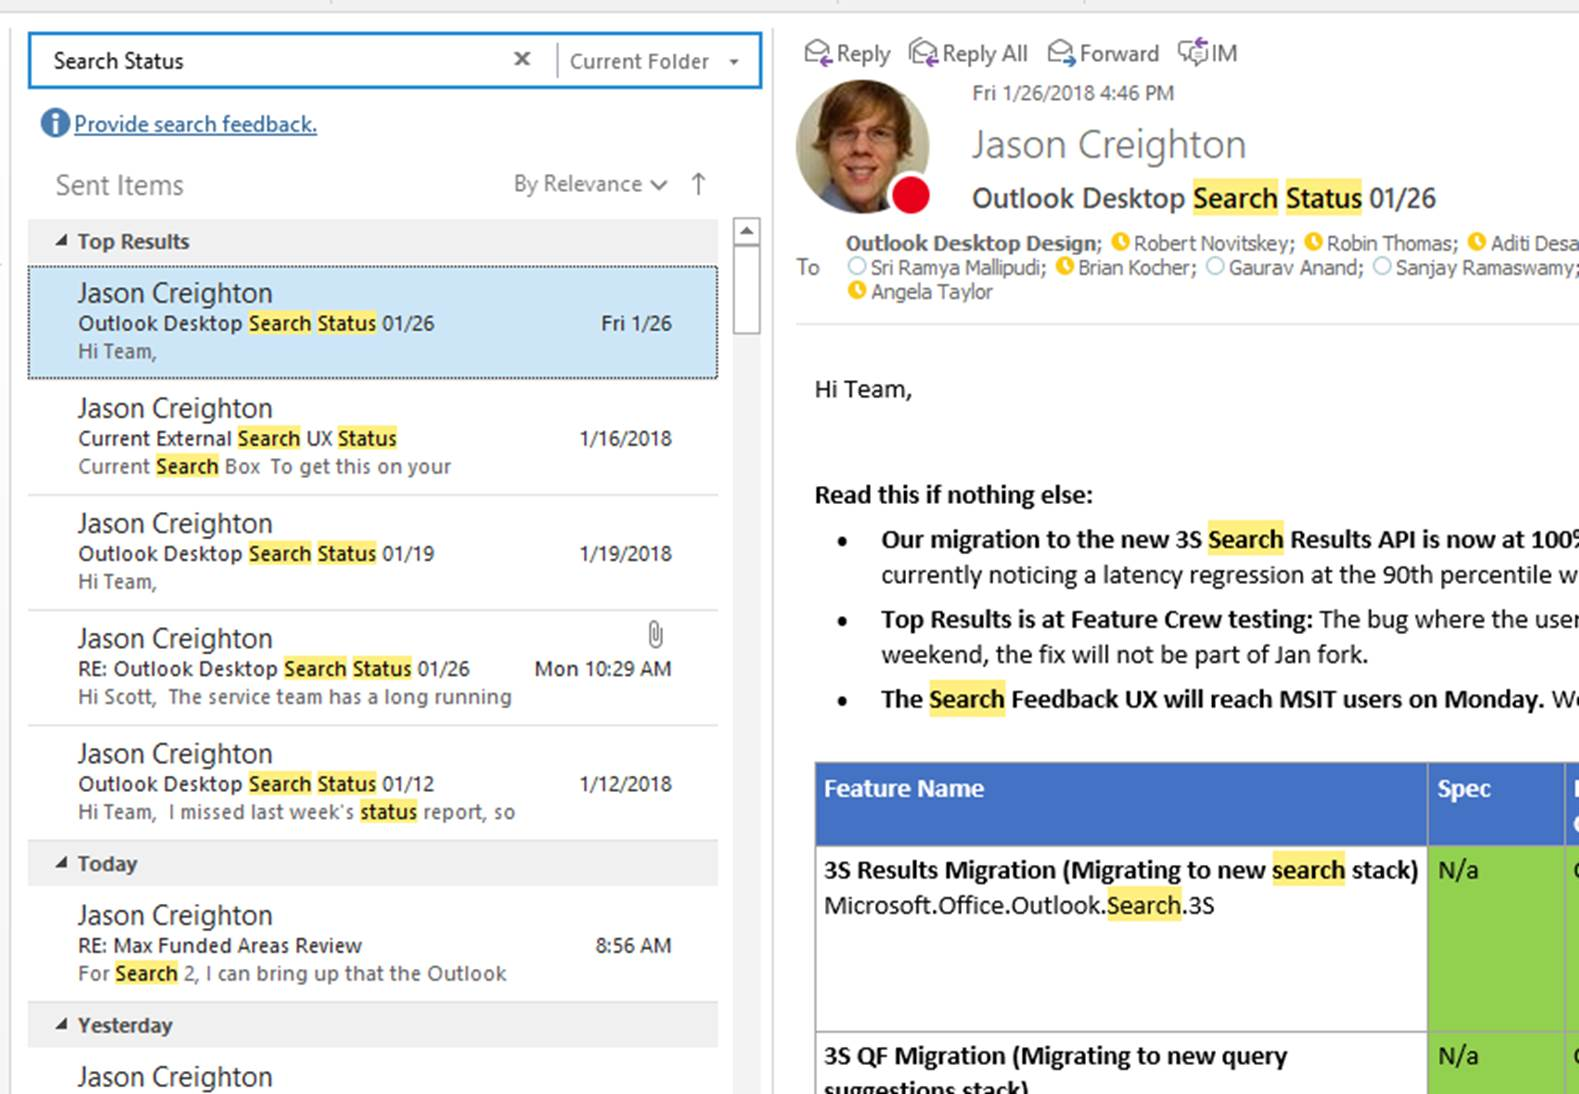 Search Status
Current Folder
Provide search feedback.
Sent Items
By Relevance
Top Results
Jason Creighton
Outlook Desktop Search Status 01/26
Fri 1/26
Hi Team,
Jason Creighton
Current External Search UX Status
1/16/2018
Current Search Box To get this on your
Jason Creighton
Outlook Desktop Search Status 01/19
1/19/2018
Hi Team,
Jason Creighton
RE: Outlook Desktop Search Status 01/26
Mon 10:29 AM
Hi Scott, The service team has a long running
Jason Creighton
Outlook Desktop Search Status 01/12
1/12/2018
Hi Team, I missed last week's status report, so
Today
Jason Creighton
RE: Max Funded Areas Review
8:56 AM
For Search 2, I can bring up that the Outlook
Yesterday
Jason Creighton
Reply Reply All Forward IM
Fri 1/26/2018 4:46 PM
Jason Creighton
Outlook Desktop Search Status 01/26
Outlook Desktop Design; Robert Novitskey; Robin Thomas; Aditi Desa
To Sri Ramya Mallipudi; Brian Kocher; Gaurav Anand; Sanjay Ramaswamy;
Angela Taylor
Hi Team,
Read this if nothing else:
• Our migration to the new 3S Search Results API is now at 100%
currently noticing a latency regression at the 90th percentile w
• Top Results is at Feature Crew testing: The bug where the user
weekend, the fix will not be part of Jan fork.
• The Search Feedback UX will reach MSIT users on Monday. We
Feature Name
Spec
3S Results Migration (Migrating to new search stack)
N/a
Microsoft.Office.Outlook.Search.3S
3S QF Migration (Migrating to new query
N/a
suggestions stack)